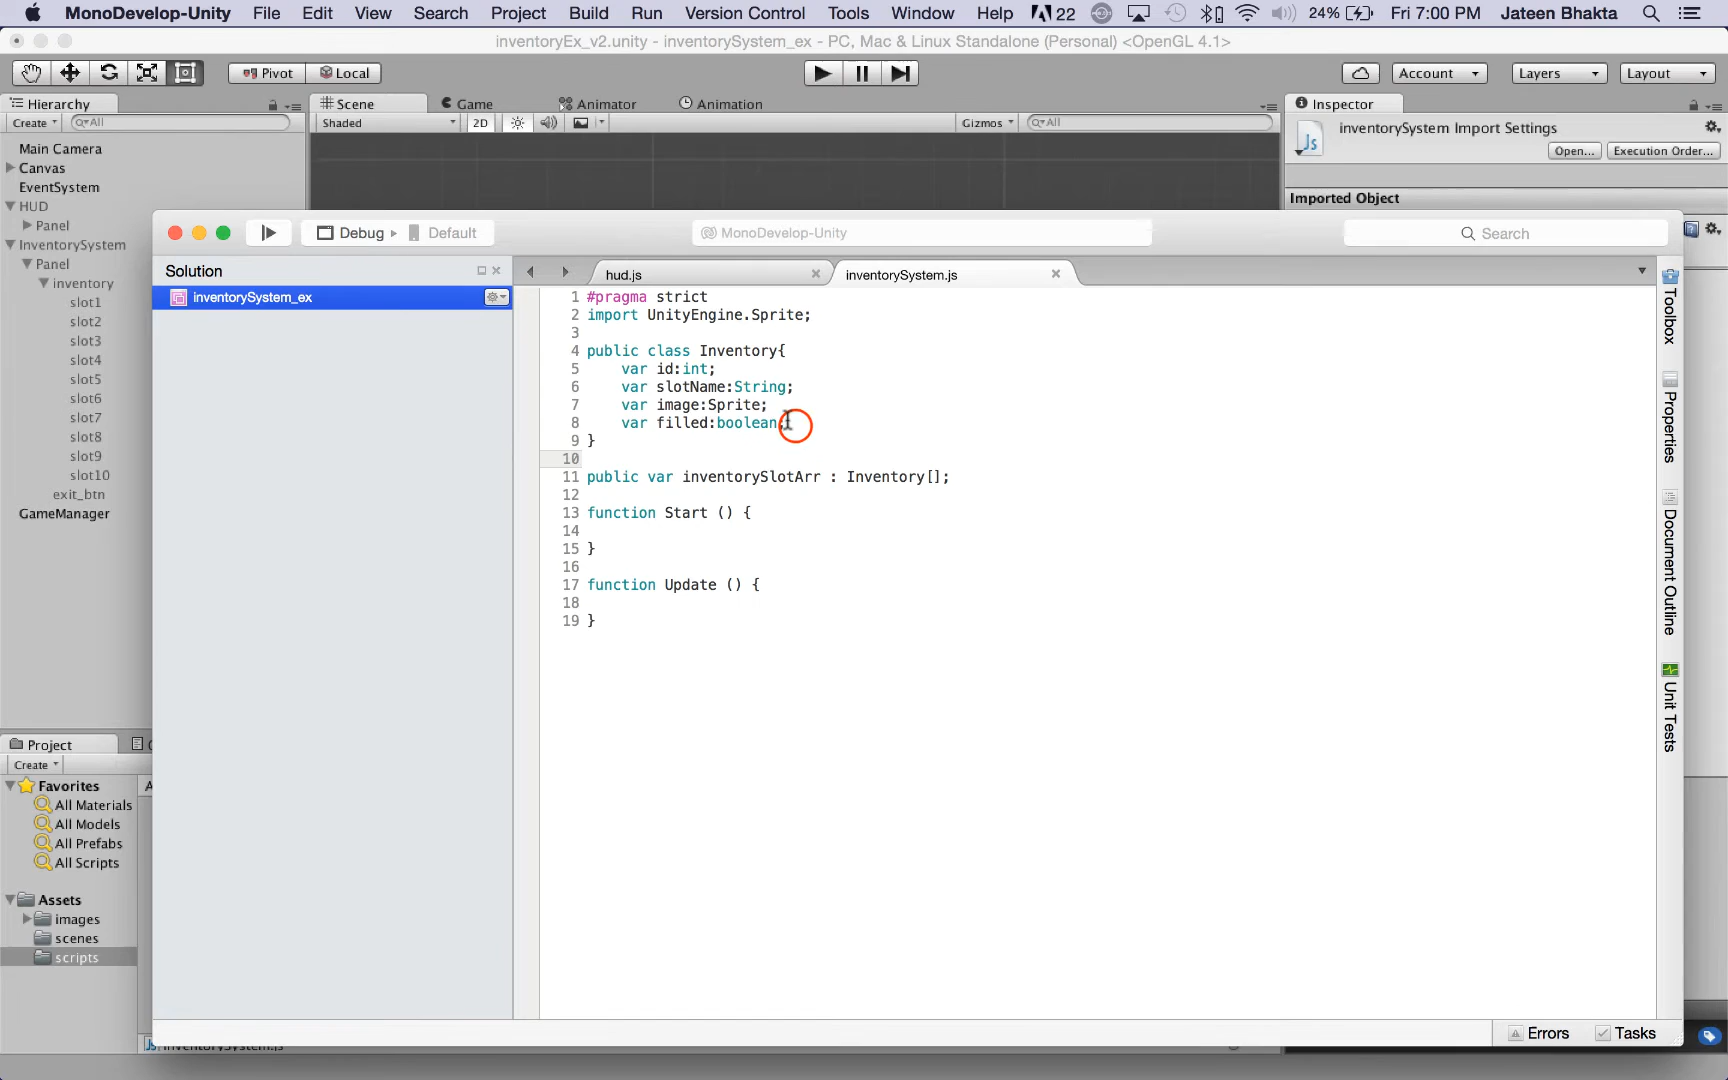 MonoDevelop-Unity File Edit View Search Project Build Run Version Control Tools Window Help 22 24% Fri 7:00 PM Jateen Bhakta
inventoryEx_v2.unity - inventorySystem_ex - PC, Mac & Linux Standalone (Personal) <OpenGL 4.1>
Pivot Local Account Layers Layout
Hierarchy Scene Game Animator Animation Inspector
Create All Shaded 2D Gizmos All inventorySystem Import Settings
Open... Execution Order...
Imported Object
Main Camera
Canvas
EventSystem
HUD
Panel
InventorySystem
Panel
inventory
slot1
slot2
slot3
slot4
slot5
slot6
slot7
slot8
slot9
slot10
exit_btn
GameManager
Debug Default MonoDevelop-Unity Search
Solution hud.js inventorySystem.js
inventorySystem_ex
1 #pragma strict
2 import UnityEngine.Sprite;
3
4 public class Inventory{
5 var id:int;
6 var slotName:String;
7 var image:Sprite;
8 var filled:boolean;
9 }
10
11 public var inventorySlotArr : Inventory[];
12
13 function Start () {
14
15 }
16
17 function Update () {
18
19 }
Toolbox
Properties
Document Outline
Unit Tests
Project
Create
Favorites
All Materials
All Models
All Prefabs
All Scripts
Assets
images
scenes
scripts
Errors Tasks